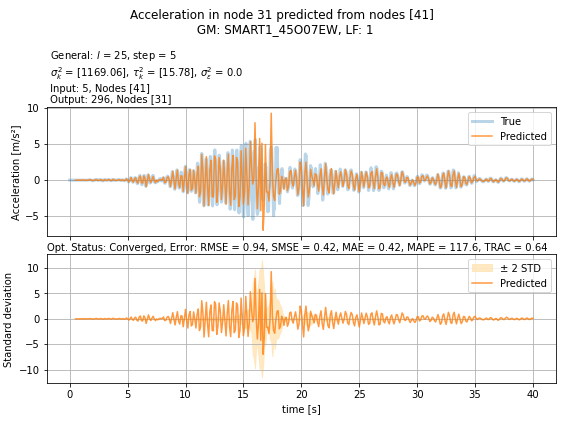 Acceleration in node 31 predicted from nodes [41]
GM: SMART1_45O07EW, LF: 1
General: l = 25, step = 5
σ²ₖ = [1169.06], τ²ₖ = [15.78], σ²ε = 0.0
Input: 5, Nodes [41]
Output: 296, Nodes [31]
10
5
0
−5
Acceleration [m/s²]
True
Predicted
Opt. Status: Converged, Error: RMSE = 0.94, SMSE = 0.42, MAE = 0.42, MAPE = 117.6, TRAC = 0.64
10
5
0
−5
−10
Standard deviation
± 2 STD
Predicted
0 5 10 15 20 25 30 35 40
time [s]